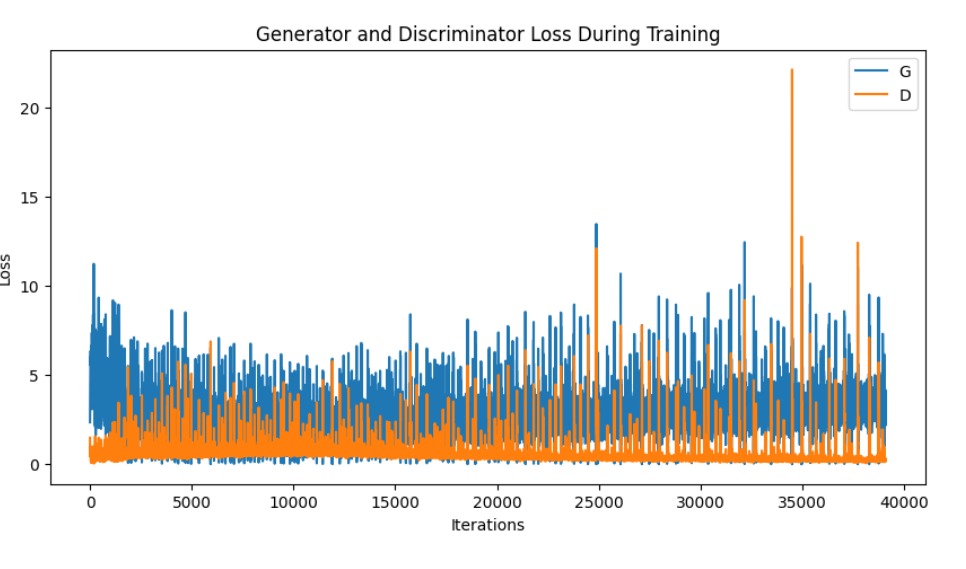 Generator and Discriminator Loss During Training
G
D
20
15
10
5
0
Loss
0 5000 10000 15000 20000 25000 30000 35000 40000
Iterations